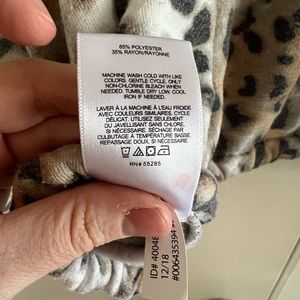 65% POLYESTER
35% RAYON/RAYONNE
MACHINE WASH COLD WITH LIKE
COLORS, GENTLE CYCLE, ONLY
NON-CHLORINE BLEACH WHEN
NEEDED. TUMBLE DRY LOW. COOL
IRON IF NEEDED.
LAVER À LA MACHINE À L'EAU FROIDE
AVEC COULEURS SIMILAIRES, CYCLE
DÉLICAT. UTILISEZ SEULEMENT
DU JAVELLISANT SANS CHLORE,
SI NÉCESSAIRE. SÉCHAGE PAR
CULBUTAGE À TEMPÉRATURE BASSE
REPASSAGE DOUX, SI NÉCESSAIRE.
RN# 55285
ID# 40048
12/18
#006435394